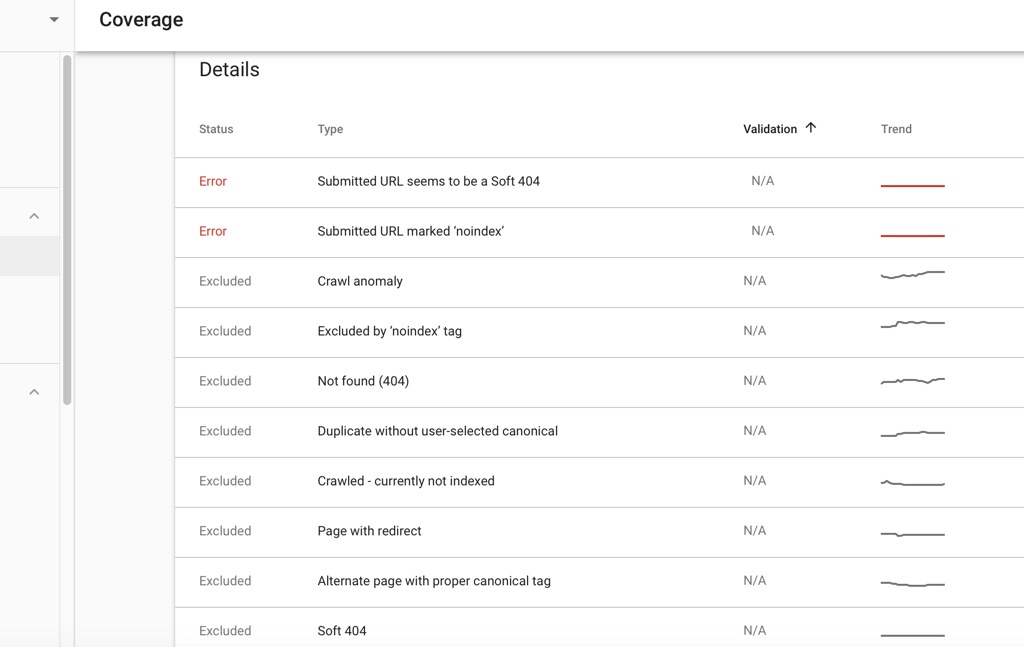 Coverage
Details
Status Type Validation Trend
Error Submitted URL seems to be a Soft 404 N/A
Error Submitted URL marked ‘noindex’ N/A
Excluded Crawl anomaly N/A
Excluded Excluded by ‘noindex’ tag N/A
Excluded Not found (404) N/A
Excluded Duplicate without user-selected canonical N/A
Excluded Crawled - currently not indexed N/A
Excluded Page with redirect N/A
Excluded Alternate page with proper canonical tag N/A
Excluded Soft 404 N/A